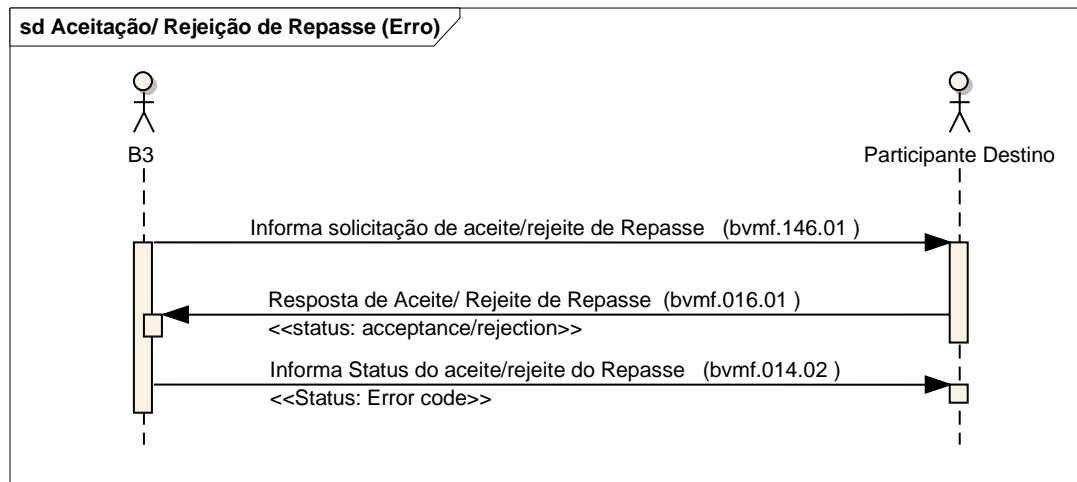 sd Aceitação/ Rejeição de Repasse (Erro)
B3
Participante Destino
Informa solicitação de aceite/rejeite de Repasse (bvmf.146.01 )
Resposta de Aceite/ Rejeite de Repasse (bvmf.016.01 )
<<status: acceptance/rejection>>
Informa Status do aceite/rejeite do Repasse (bvmf.014.02 )
<<Status: Error code>>